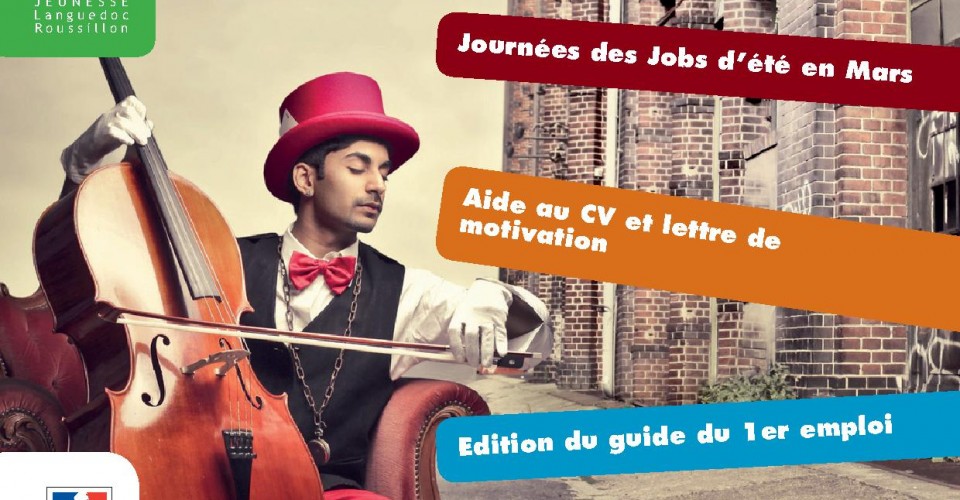 JEUNESSE
Languedoc
Roussillon
Journées des Jobs d'été en Mars
Aide au CV et lettre de
motivation
Edition du guide du 1er emploi